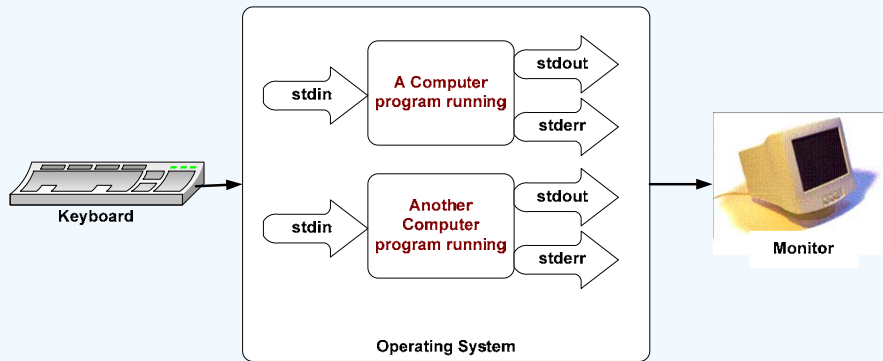 stdin
A Computer
program running
stdout
stderr
Keyboard
stdin
Another
Computer
program running
stdout
stderr
Monitor
Operating System